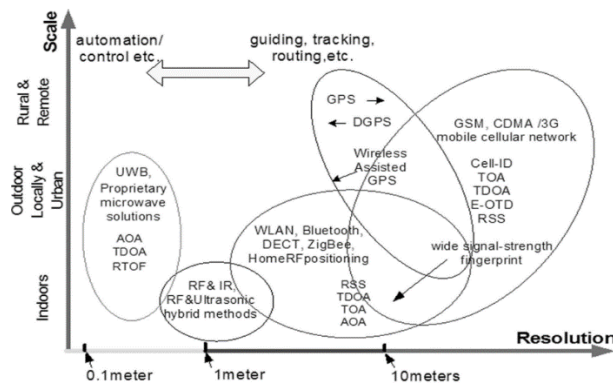 Scale
automation/
control etc.
guiding, tracking,
routing,etc.
Rural &
Remote
Outdoor
Locally &
Urban
Indoors
GPS
DGPS
Wireless
Assisted
GPS
GSM, CDMA /3G
mobile cellular network
Cell-ID
TOA
TDOA
E-OTD
RSS
UWB,
Proprietary
microwave
solutions
AOA
TDOA
RTOF
WLAN, Bluetooth,
DECT, ZigBee,
HomeRFpositioning
wide signal-strength
fingerprint
RF& IR,
RF&Ultrasonic
hybrid methods
RSS
TDOA
TOA
AOA
Resolution
0.1meter
1meter
10meters